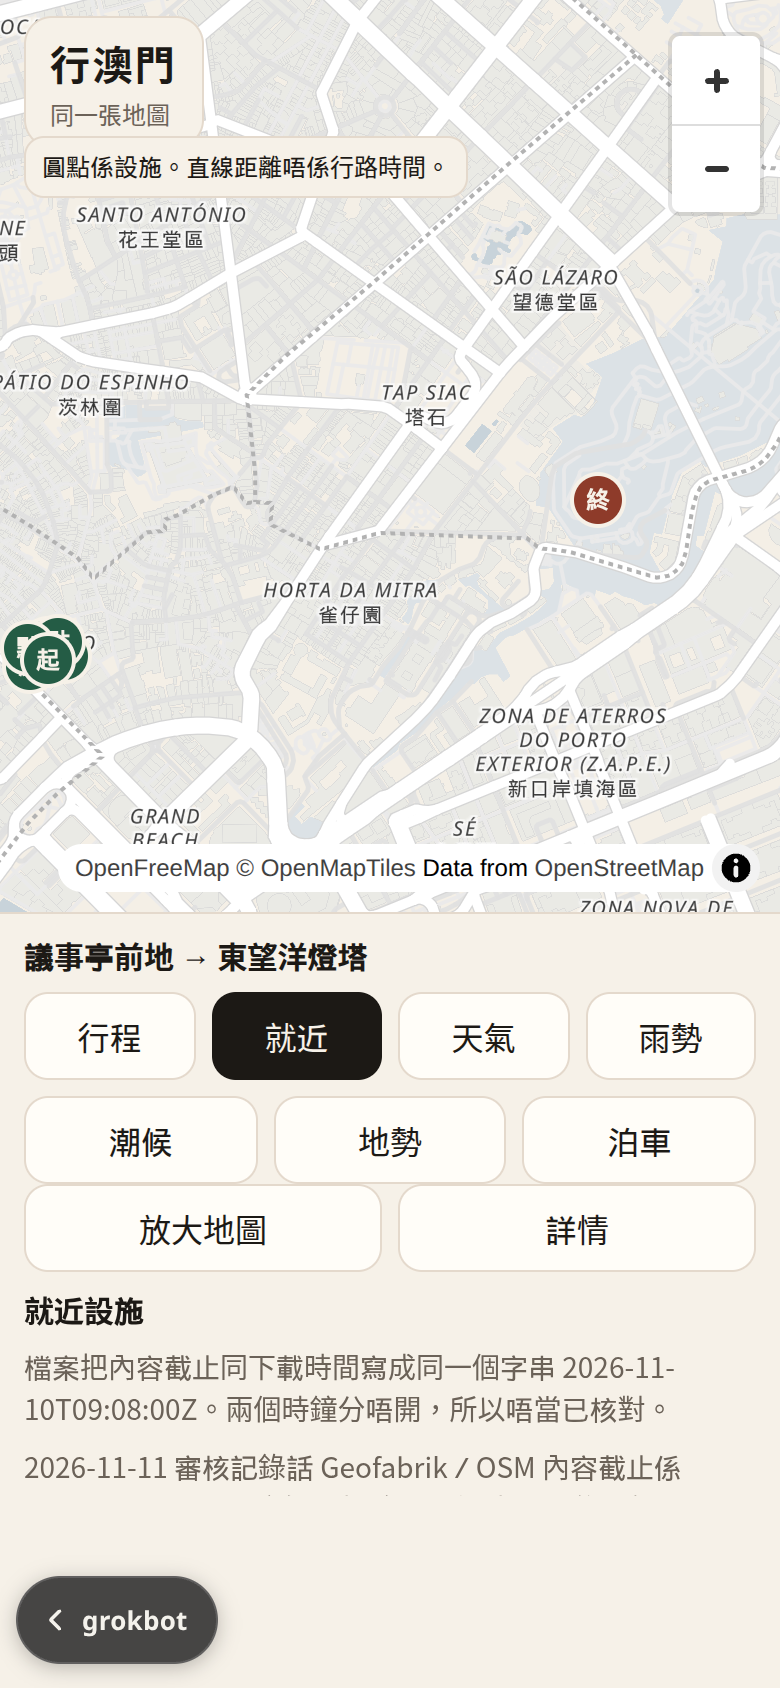 行澳門
同一張地圖
圓點係設施。直線距離唔係行路時間。
+
−
SANTO ANTÓNIO
花王堂區
NE
頭
SÃO LÁZARO
望德堂區
PÁTIO DO ESPINHO
茨林圍
TAP SIAC
塔石
終
HORTA DA MITRA
雀仔園
起
ZONA DE ATERROS
DO PORTO
EXTERIOR (Z.A.P.E.)
新口岸填海區
GRAND
BEACH
SÉ
OpenFreeMap © OpenMapTiles Data from OpenStreetMap
ZONA NOVA DE
議事亭前地 → 東望洋燈塔
行程 就近 天氣 雨勢
潮候 地勢 泊車
放大地圖 詳情
就近設施
檔案把內容截止同下載時間寫成同一個字串 2026-11-
10T09:08:00Z。兩個時鐘分唔開，所以唔當已核對。
2026-11-11 審核記錄話 Geofabrik / OSM 內容截止係
grokbot